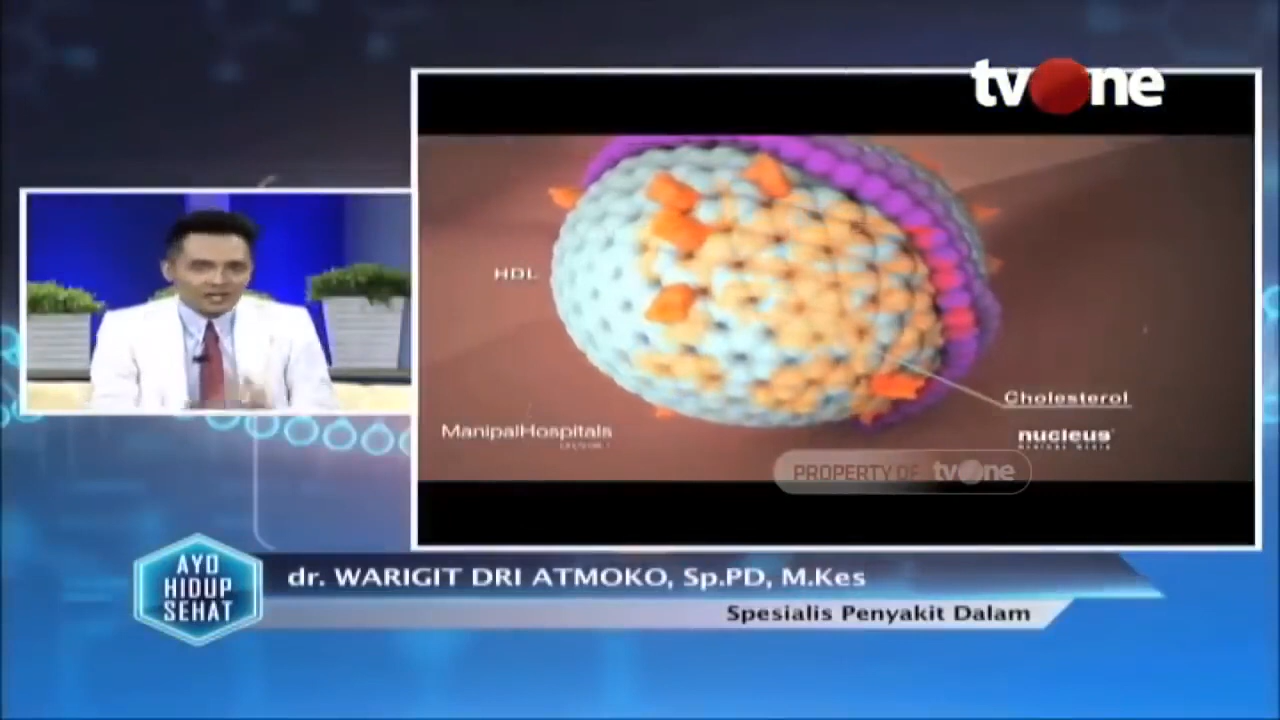 tvOne
HDL
Cholesterol
ManipalHospitals
nucleus
PROPERTY OF tvOne
AYO
HIDUP
SEHAT
dr. WARIGIT DRI ATMOKO, Sp.PD, M.Kes
Spesialis Penyakit Dalam